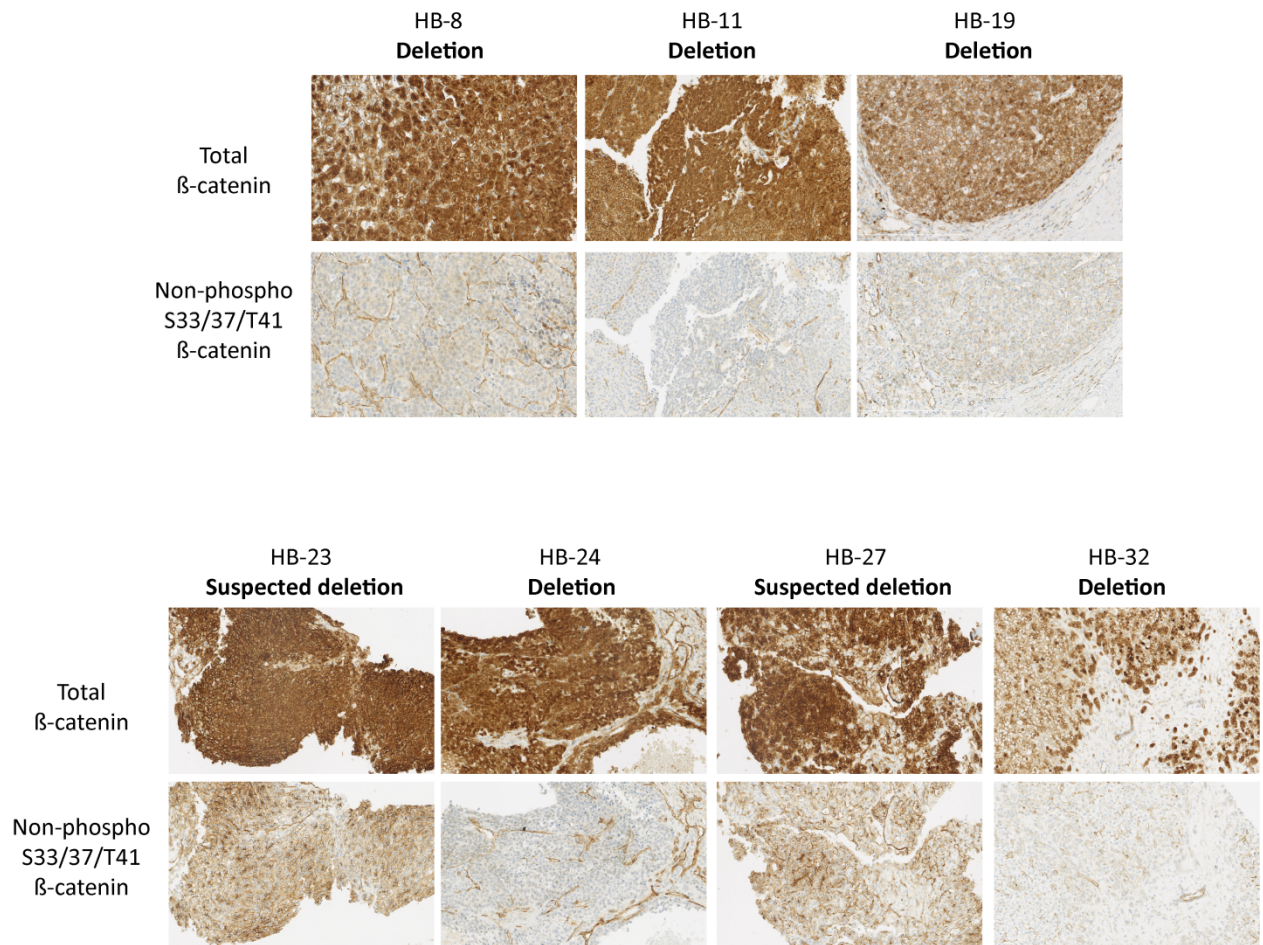 HB-8 HB-11 HB-19
Deletion Deletion Deletion
Total
ß-catenin
Non-phospho
S33/37/T41
ß-catenin
HB-23 HB-24 HB-27 HB-32
Suspected deletion Deletion Suspected deletion Deletion
Total
ß-catenin
Non-phospho
S33/37/T41
ß-catenin